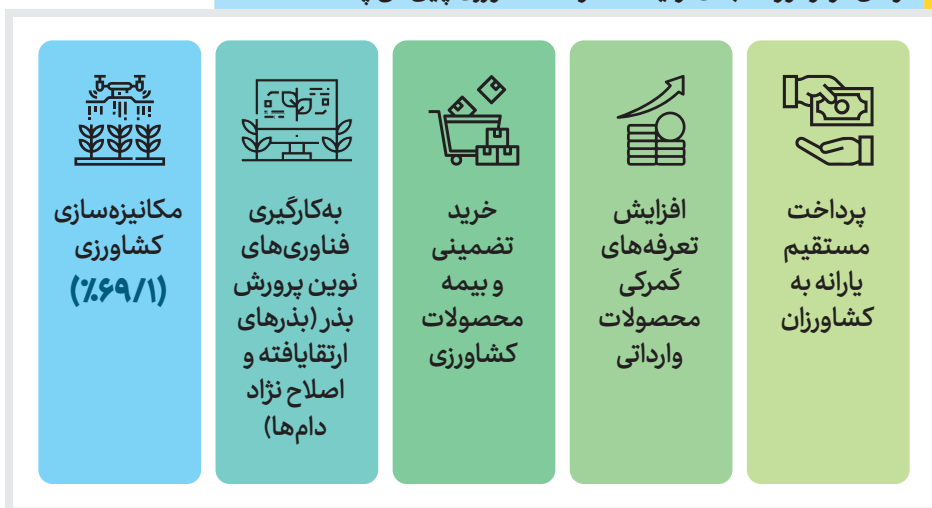 پرداخت
مستقیم
یارانه به
کشاورزان
افزایش
تعرفه‌های
گمرکی
محصولات
وارداتی
خرید
تضمینی
و بیمه
محصولات
کشاورزی
به‌کارگیری
فناوری‌های
نوین پرورش
بذر (بذرهای
ارتقایافته و
اصلاح نژاد
دام‌ها)
مکانیزه‌سازی
کشاورزی
(٪۶۹/۱)